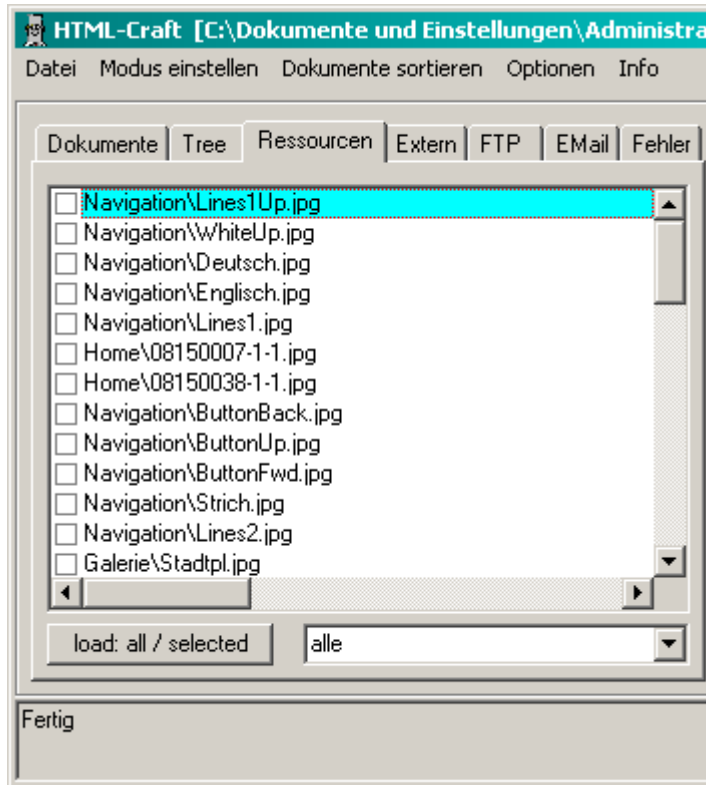 HTML-Craft [C:\Dokumente und Einstellungen\Administra
Datei Modus einstellen Dokumente sortieren Optionen Info
Dokumente Tree Ressourcen Extern FTP EMail Fehler
Navigation\Lines1Up.jpg
Navigation\WhiteUp.jpg
Navigation\Deutsch.jpg
Navigation\Englisch.jpg
Navigation\Lines1.jpg
Home\08150007-1-1.jpg
Home\08150038-1-1.jpg
Navigation\ButtonBack.jpg
Navigation\ButtonUp.jpg
Navigation\ButtonFwd.jpg
Navigation\Strich.jpg
Navigation\Lines2.jpg
Galerie\Stadtpl.jpg
load: all / selected alle
Fertig